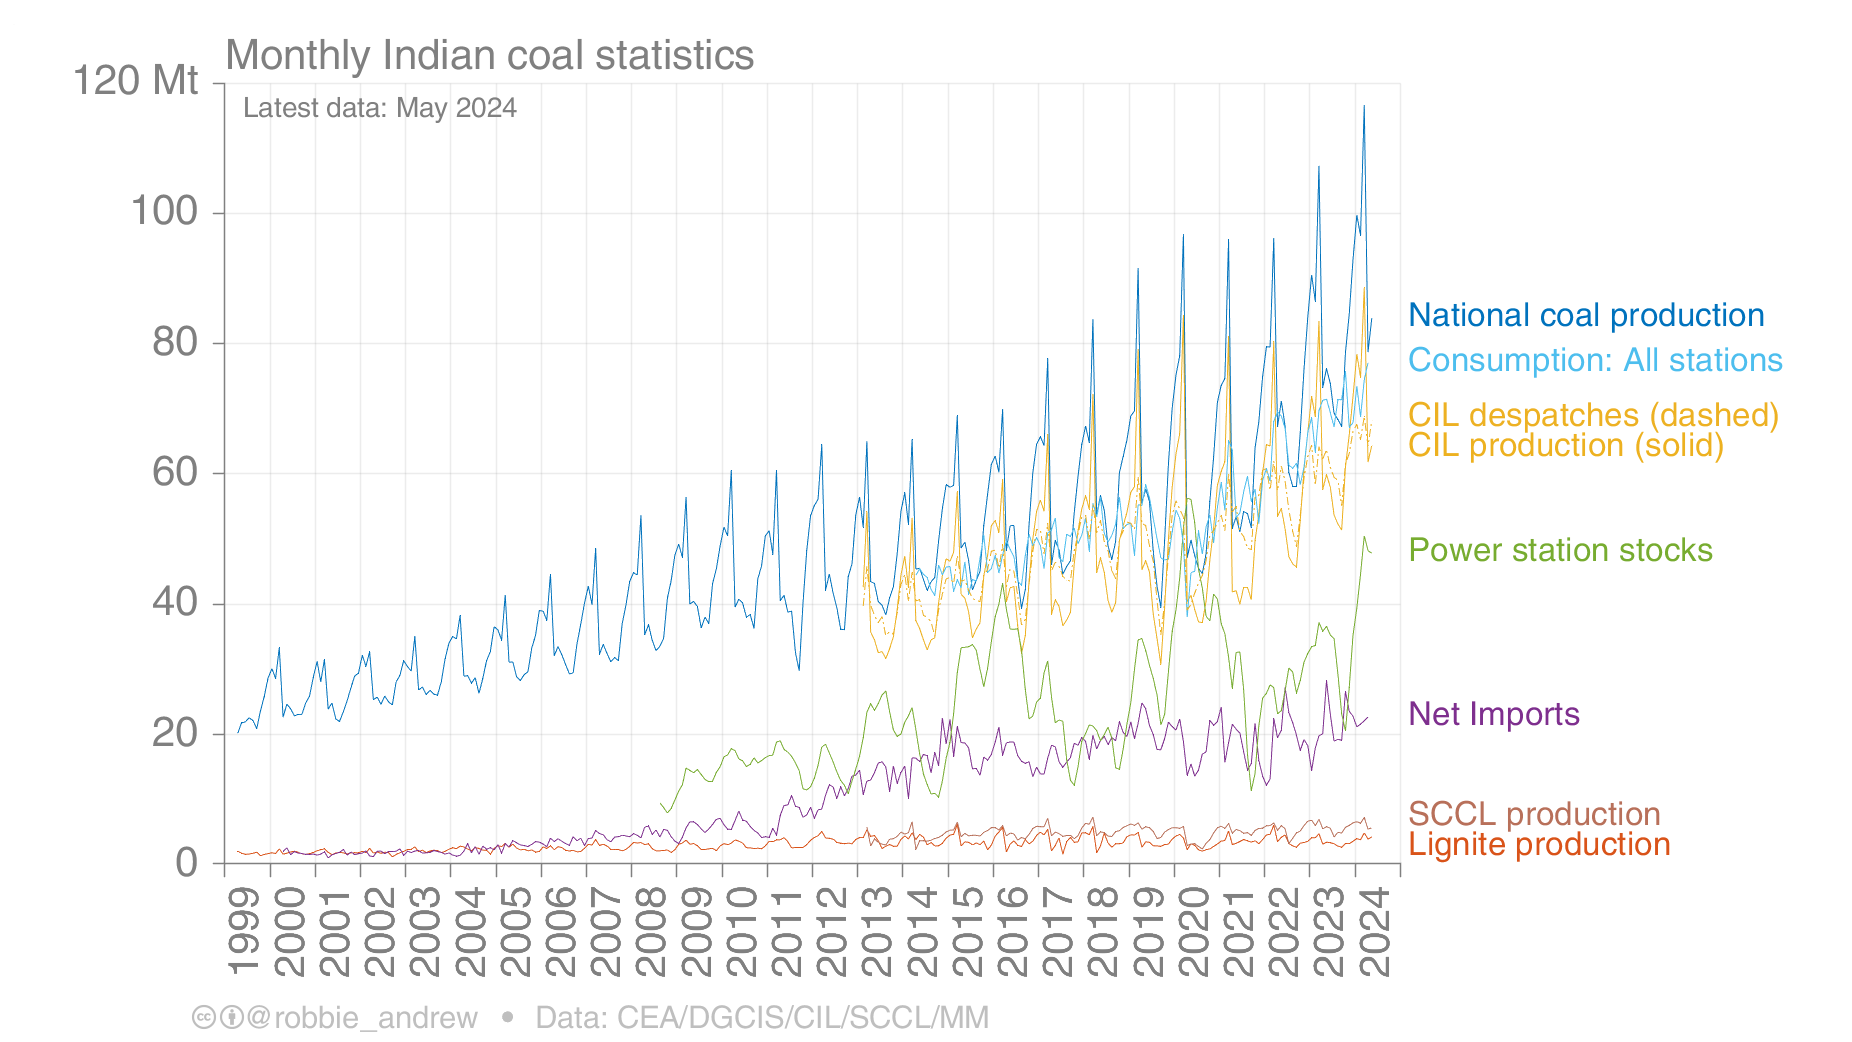 Monthly Indian coal statistics
120 Mt
Latest data: May 2024
100
80
60
40
20
0
National coal production
Consumption: All stations
CIL despatches (dashed)
CIL production (solid)
Power station stocks
Net Imports
SCCL production
Lignite production
1999
2000
2001
2002
2003
2004
2005
2006
2007
2008
2009
2010
2011
2012
2013
2014
2015
2016
2017
2018
2019
2020
2021
2022
2023
2024
cc @robbie_andrew • Data: CEA/DGCIS/CIL/SCCL/MM